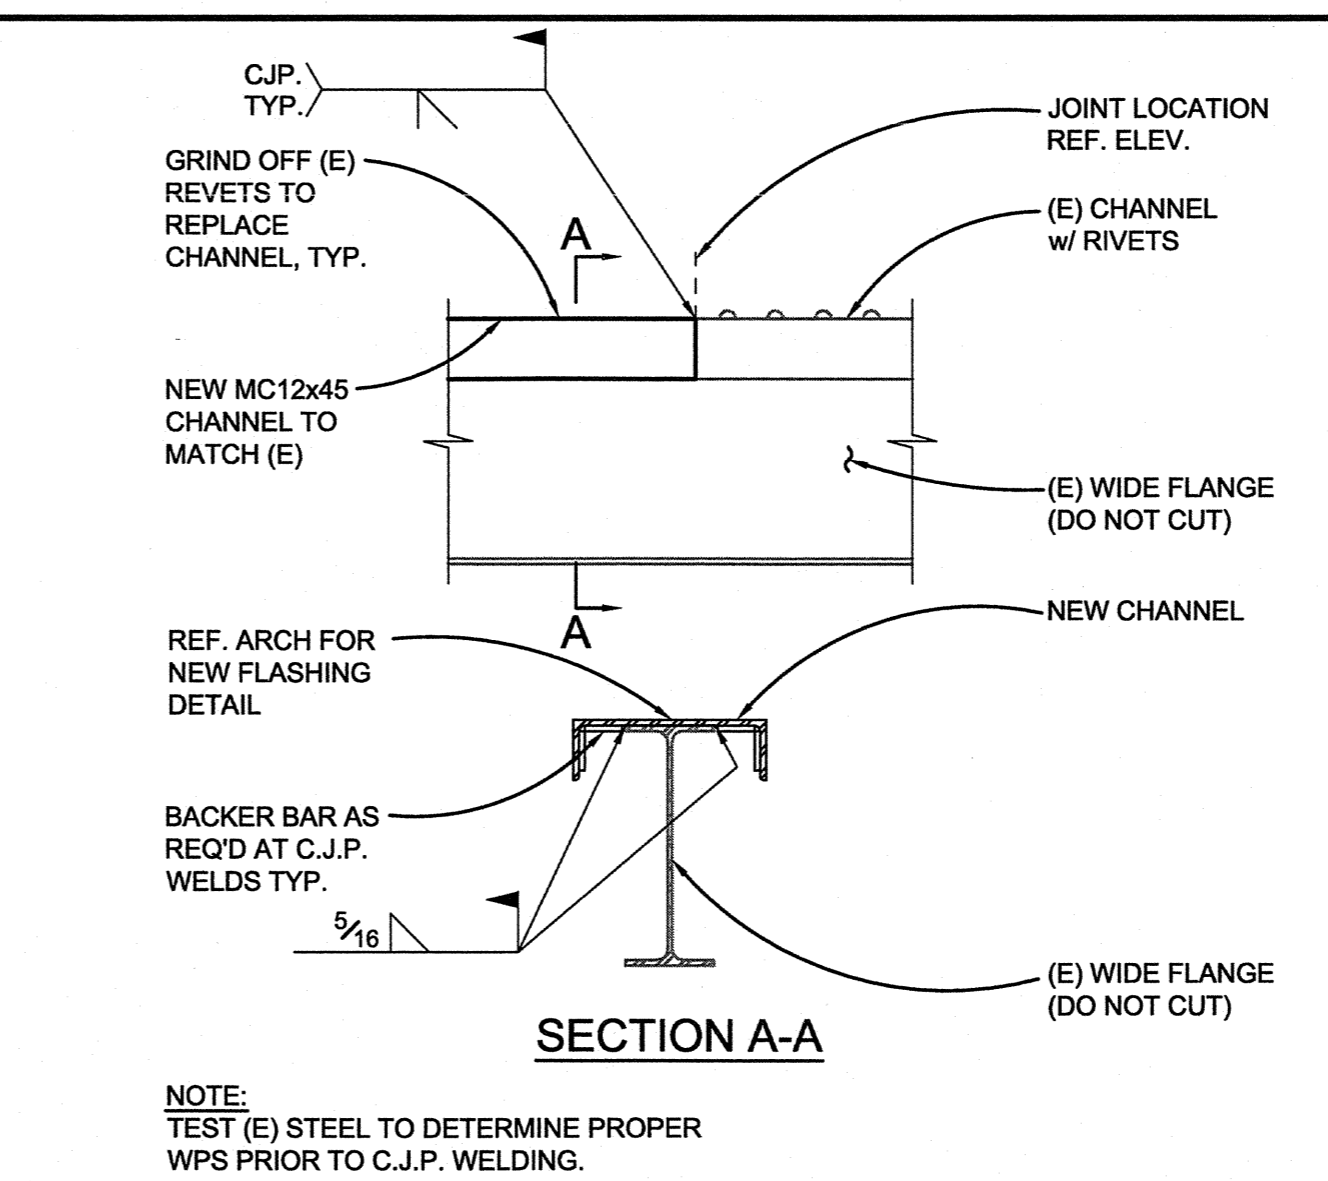 CJP.
TYP.
GRIND OFF (E)
REVETS TO
REPLACE
CHANNEL, TYP.
A
JOINT LOCATION
REF. ELEV.
(E) CHANNEL
w/ RIVETS
NEW MC12x45
CHANNEL TO
MATCH (E)
(E) WIDE FLANGE
(DO NOT CUT)
A
REF. ARCH FOR
NEW FLASHING
DETAIL
NEW CHANNEL
BACKER BAR AS
REQ'D AT C.J.P.
WELDS TYP.
5/16
(E) WIDE FLANGE
(DO NOT CUT)
SECTION A-A
NOTE:
TEST (E) STEEL TO DETERMINE PROPER
WPS PRIOR TO C.J.P. WELDING.